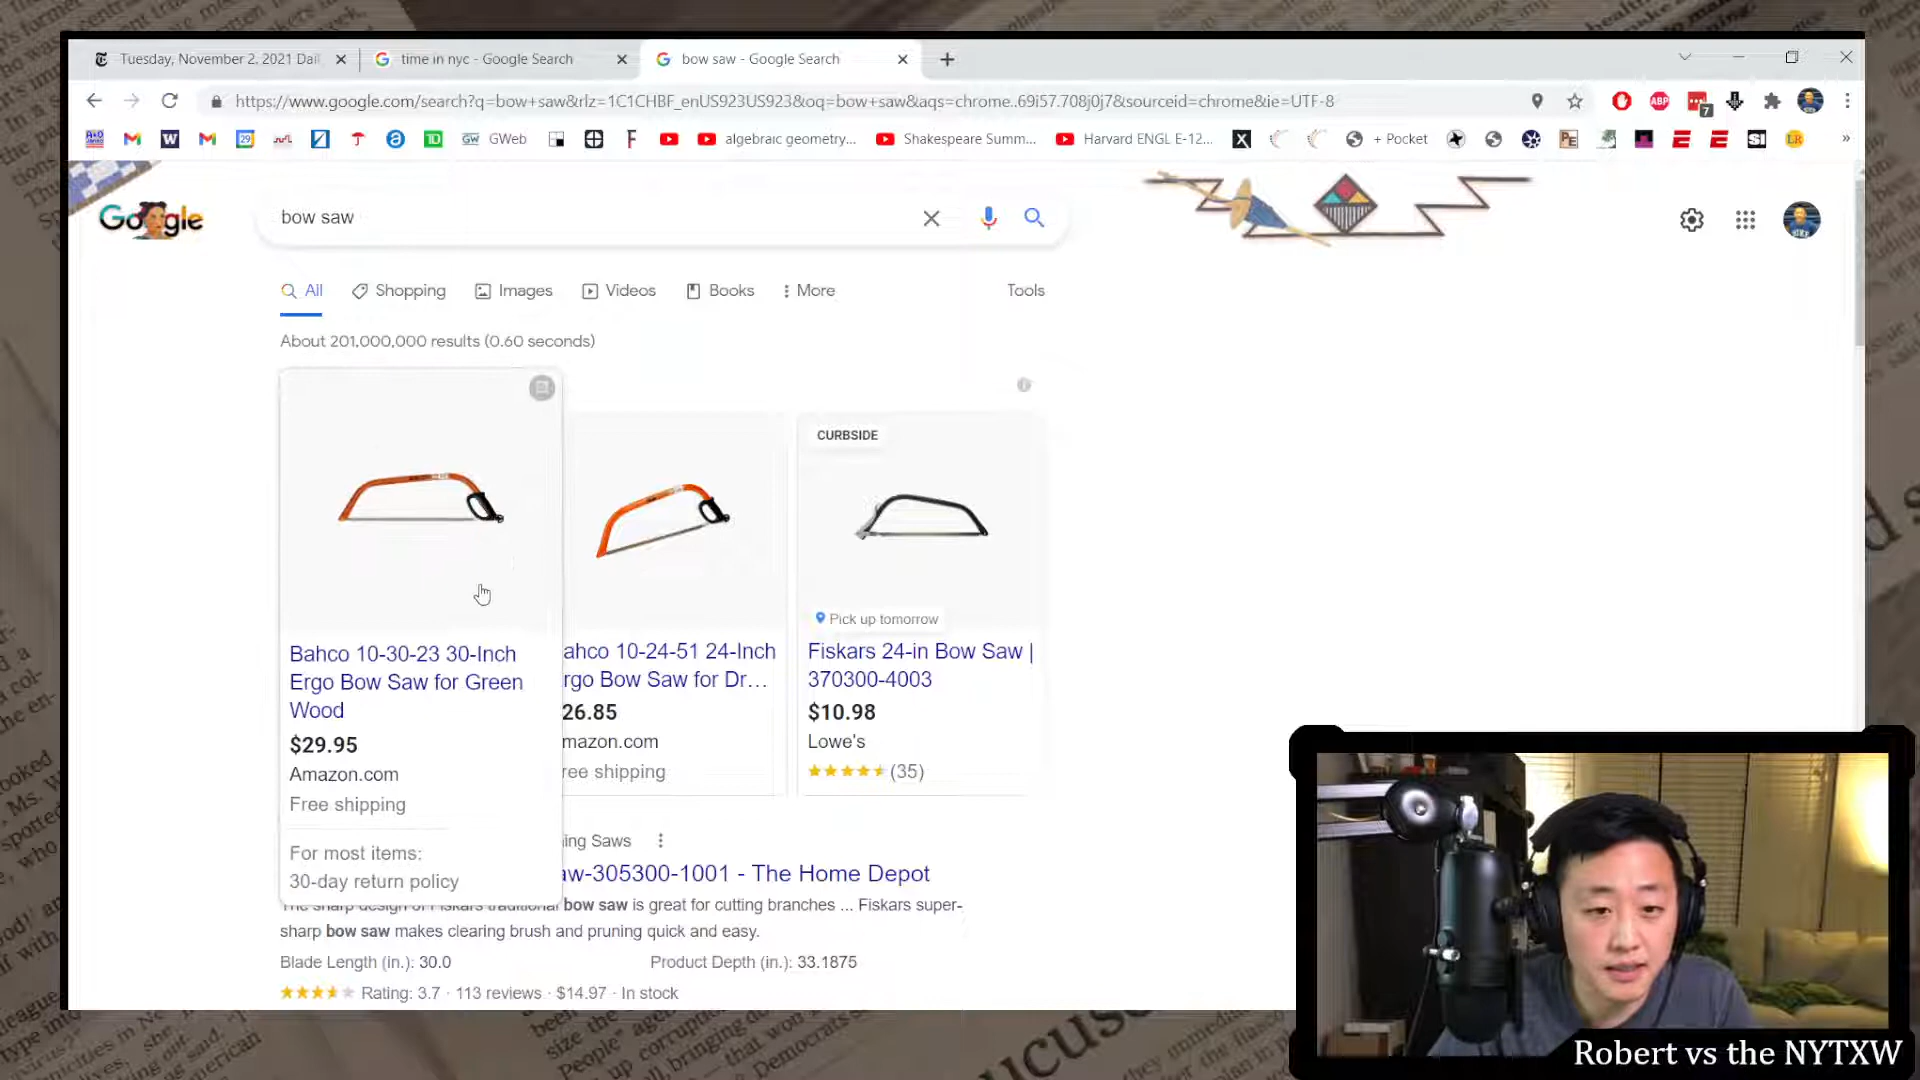 Tuesday, November 2, 2021 Dail
time in nyc - Google Search
bow saw - Google Search
https://www.google.com/search?q=bow+saw&rlz=1C1CHBF_enUS923US923&oq=bow+saw&aqs=chrome..69i57.708j0j7&sourceid=chrome&ie=UTF-8
GWeb
algebraic geometry...
Shakespeare Summ...
Harvard ENGL E-12...
+ Pocket
Google
bow saw
All
Shopping
Images
Videos
Books
More
Tools
About 201,000,000 results (0.60 seconds)
CURBSIDE
Pick up tomorrow
Bahco 10-30-23 30-Inch
Ergo Bow Saw for Green
Wood
$29.95
Amazon.com
Free shipping
For most items:
30-day return policy
ahco 10-24-51 24-Inch
rgo Bow Saw for Dr...
26.85
mazon.com
ree shipping
Fiskars 24-in Bow Saw |
370300-4003
$10.98
Lowe's
(35)
ing Saws
aw-305300-1001 - The Home Depot
bow saw is great for cutting branches ... Fiskars super-
sharp bow saw makes clearing brush and pruning quick and easy.
Blade Length (in.): 30.0
Product Depth (in.): 33.1875
Rating: 3.7 · 113 reviews · $14.97 · In stock
Robert vs the NYTXW